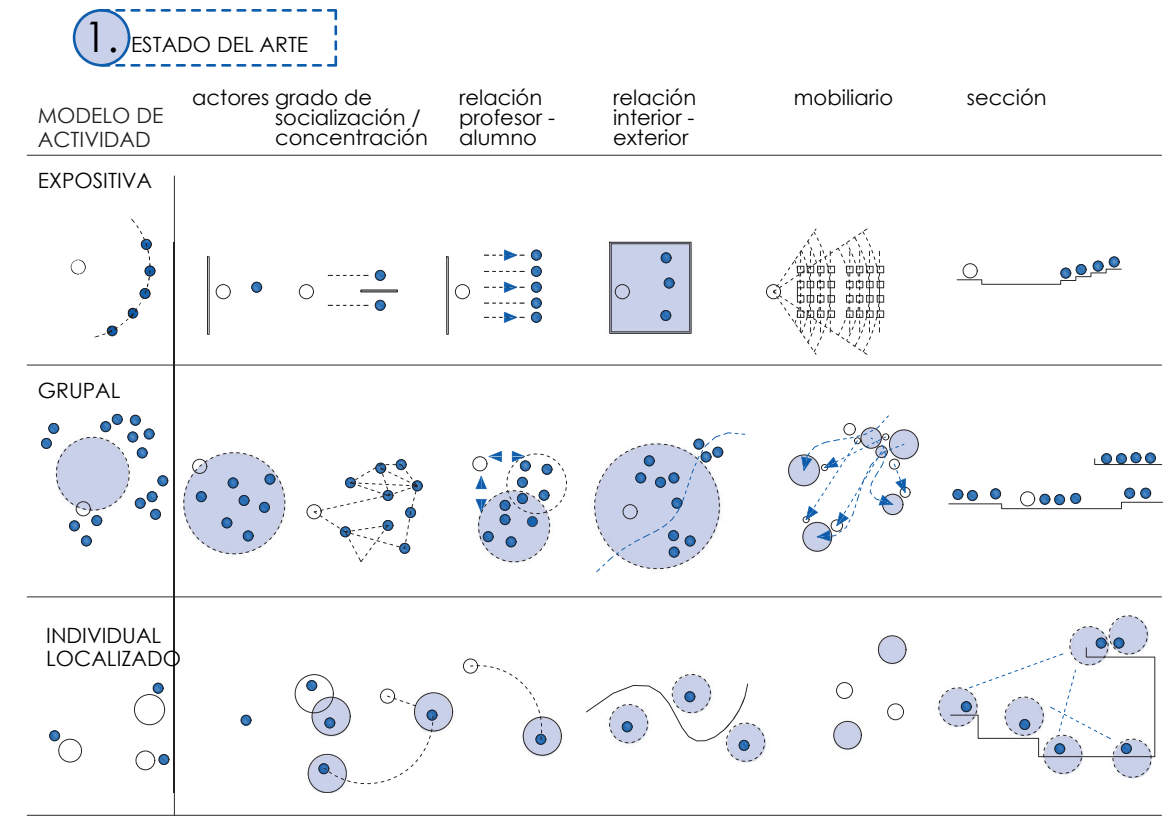 1.
ESTADO DEL ARTE
MODELO DE
ACTIVIDAD
actores
grado de
socialización /
concentración
relación
profesor -
alumno
relación
interior -
exterior
mobiliario
sección
EXPOSITIVA
GRUPAL
INDIVIDUAL
LOCALIZADO